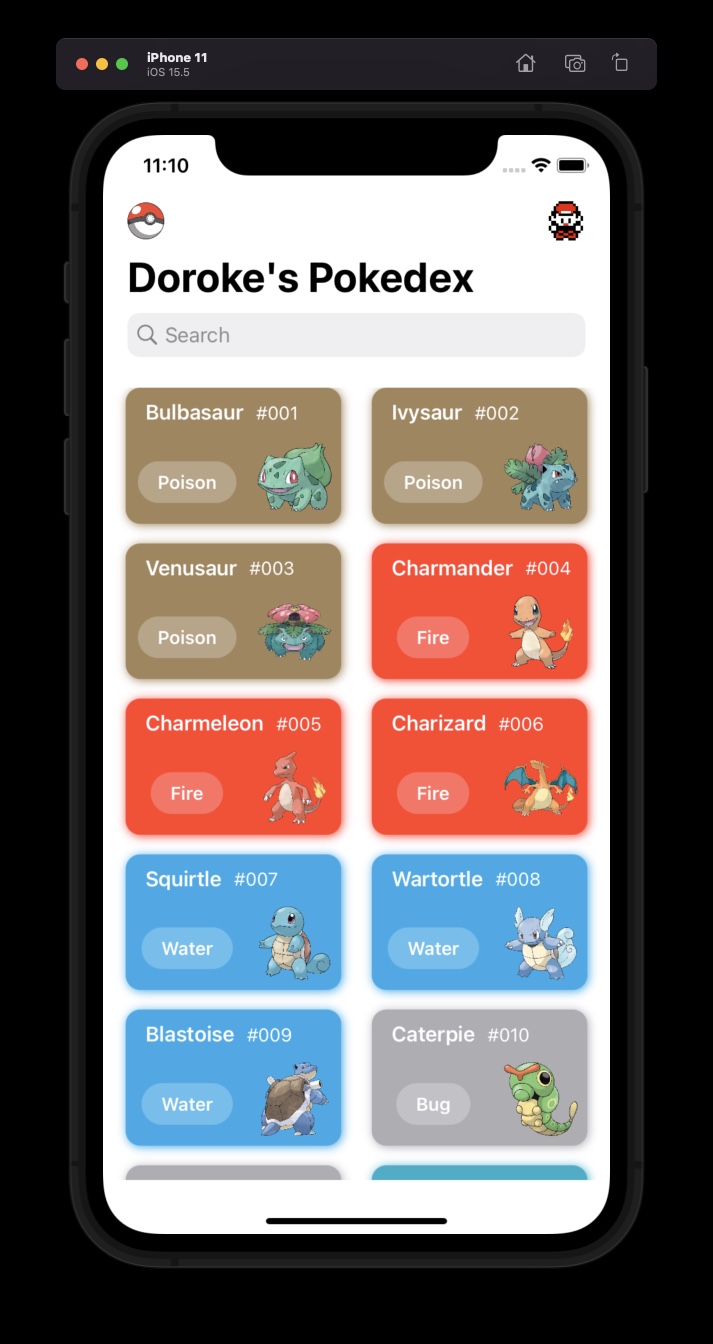 iPhone 11
iOS 15.5
11:10
Doroke's Pokedex
Search
Bulbasaur #001
Poison
Ivysaur #002
Poison
Venusaur #003
Poison
Charmander #004
Fire
Charmeleon #005
Fire
Charizard #006
Fire
Squirtle #007
Water
Wartortle #008
Water
Blastoise #009
Water
Caterpie #010
Bug